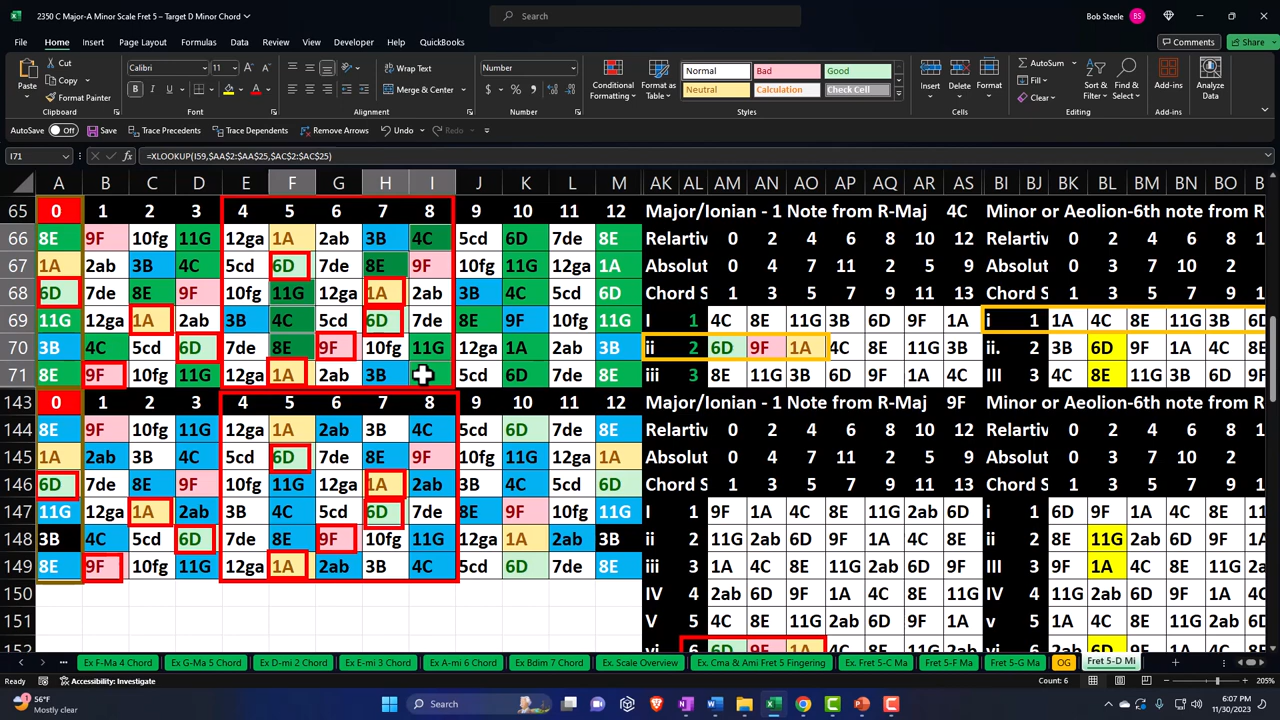 2350 C Major-A Minor Scale Fret 5 – Target D Minor Chord
Search
Bob Steele BS
File Home Insert Page Layout Formulas Data Review View Developer Help QuickBooks Comments Share
Paste Cut Copy Format Painter
Calibri 11
Wrap Text Merge & Center
Number
Conditional Formatting Format as Table
Normal Bad Good
Neutral Calculation Check Cell
Insert Delete Format
AutoSum Fill Clear Sort & Filter Find & Select
Add-ins Analyze Data
Clipboard Font Alignment Number Styles Cells Editing Add-ins
AutoSave Off Save Trace Precedents Trace Dependents Remove Arrows Undo Redo
I71 fx =XLOOKUP(I59,$AA$2:$AA$25,$AC$2:$AC$25)
A B C D E F G H I J K L M AK AL AM AN AO AP AQ AR AS BI BJ BK BL BM BN BO
65 0 1 2 3 4 5 6 7 8 9 10 11 12 Major/Ionian - 1 Note from R-Maj 4C Minor or Aeolion-6th note from R
66 8E 9F 10fg 11G 12ga 1A 2ab 3B 4C 5cd 6D 7de 8E Relartiv 0 2 4 6 8 10 12 Relativ 0 2 4 6 8
67 1A 2ab 3B 4C 5cd 6D 7de 8E 9F 10fg 11G 12ga 1A Absolut 0 4 7 11 2 5 9 Absolut 0 3 7 10 2
68 6D 7de 8E 9F 10fg 11G 12ga 1A 2ab 3B 4C 5cd 6D Chord S 1 3 5 7 9 11 13 Chord S 1 3 5 7 9
69 11G 12ga 1A 2ab 3B 4C 5cd 6D 7de 8E 9F 10fg 11G I 1 4C 8E 11G 3B 6D 9F 1A i 1 1A 4C 8E 11G 3B 6D
70 3B 4C 5cd 6D 7de 8E 9F 10fg 11G 12ga 1A 2ab 3B ii 2 6D 9F 1A 4C 8E 11G 3B ii. 2 3B 6D 9F 1A 4C 8E
71 8E 9F 10fg 11G 12ga 1A 2ab 3B 5cd 6D 7de 8E iii 3 8E 11G 3B 6D 9F 1A 4C III 3 4C 8E 11G 3B 6D 9F
143 0 1 2 3 4 5 6 7 8 9 10 11 12 Major/Ionian - 1 Note from R-Maj 9F Minor or Aeolion-6th note from R
144 8E 9F 10fg 11G 12ga 1A 2ab 3B 4C 5cd 6D 7de 8E Relartiv 0 2 4 6 8 10 12 Relativ 0 2 4 6 8
145 1A 2ab 3B 4C 5cd 6D 7de 8E 9F 10fg 11G 12ga 1A Absolut 0 4 7 11 2 5 9 Absolut 0 3 7 10 2
146 6D 7de 8E 9F 10fg 11G 12ga 1A 2ab 3B 4C 5cd 6D Chord S 1 3 5 7 9 11 13 Chord S 1 3 5 7 9
147 11G 12ga 1A 2ab 3B 4C 5cd 6D 7de 8E 9F 10fg 11G I 1 9F 1A 4C 8E 11G 2ab 6D i 1 6D 9F 1A 4C 8E 11G
148 3B 4C 5cd 6D 7de 8E 9F 10fg 11G 12ga 1A 2ab 3B ii 2 11G 2ab 6D 9F 1A 4C 8E ii 2 8E 11G 2ab 6D 9F 1A
149 8E 9F 10fg 11G 12ga 1A 2ab 3B 4C 5cd 6D 7de 8E iii 3 1A 4C 8E 11G 2ab 6D 9F III 3 9F 1A 4C 8E 11G 2ab
150 IV 4 2ab 6D 9F 1A 4C 8E 11G iv 4 11G 2ab 6D 9F 1A 4C
151 V 5 4C 8E 11G 2ab 6D 9F 1A v 5 1A 4C 8E 11G 2ab 6D
152 vi 6 6D 9F 1A 4C 8E 11G 2ab VI 6 2ab 6D 9F 1A 4C 8E
Ex F-Ma 4 Chord Ex G-Ma 5 Chord Ex D-mi 2 Chord Ex E-mi 3 Chord Ex A-mi 6 Chord Ex Bdim 7 Chord Ex. Scale Overview Ex. Cma & Ami Fret 5 Fingering Ex. Fret 5-C Ma Fret 5-F Ma Fret 5-G Ma OG Fret 5-D Mi
Accessibility: Investigate Count: 6 205%
56°F
Mostly clear
Search
6:07 PM
11/30/2023